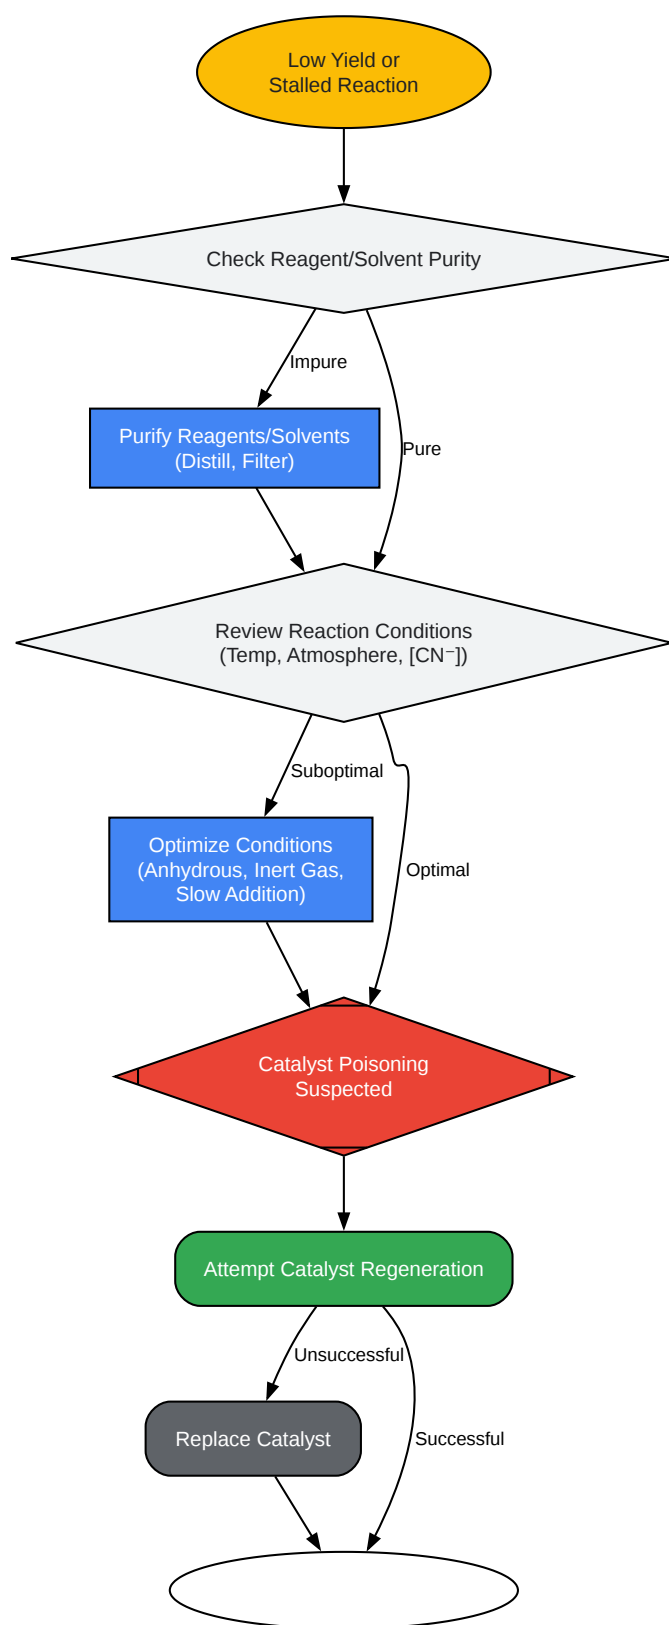 Low Yield or
Stalled Reaction
Check Reagent/Solvent Purity
Impure
Purify Reagents/Solvents
(Distill, Filter)
Pure
Review Reaction Conditions
(Temp, Atmosphere, [CN⁻])
Suboptimal
Optimize Conditions
(Anhydrous, Inert Gas,
Slow Addition)
Optimal
Catalyst Poisoning
Suspected
Attempt Catalyst Regeneration
Unsuccessful
Replace Catalyst
Successful